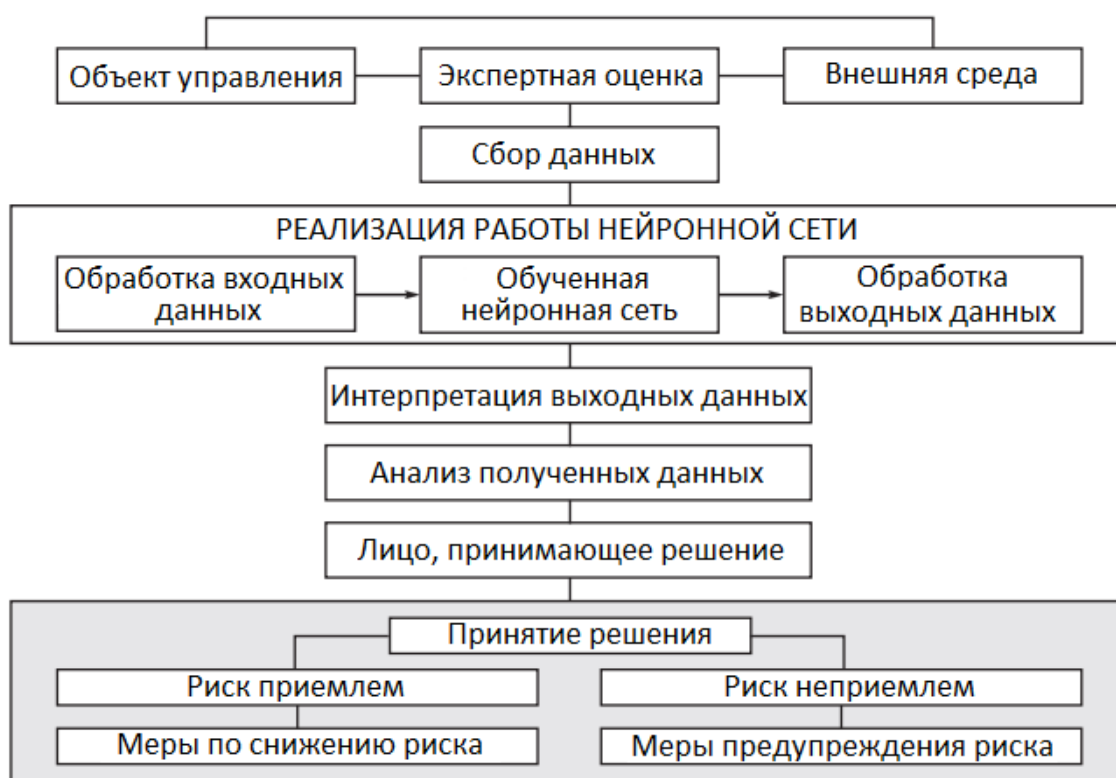 Объект управления
Экспертная оценка
Внешняя среда
Сбор данных
РЕАЛИЗАЦИЯ РАБОТЫ НЕЙРОННОЙ СЕТИ
Обработка входных
данных
Обученная
нейронная сеть
Обработка
выходных данных
Интерпретация выходных данных
Анализ полученных данных
Лицо, принимающее решение
Принятие решения
Риск приемлем
Риск неприемлем
Меры по снижению риска
Меры предупреждения риска